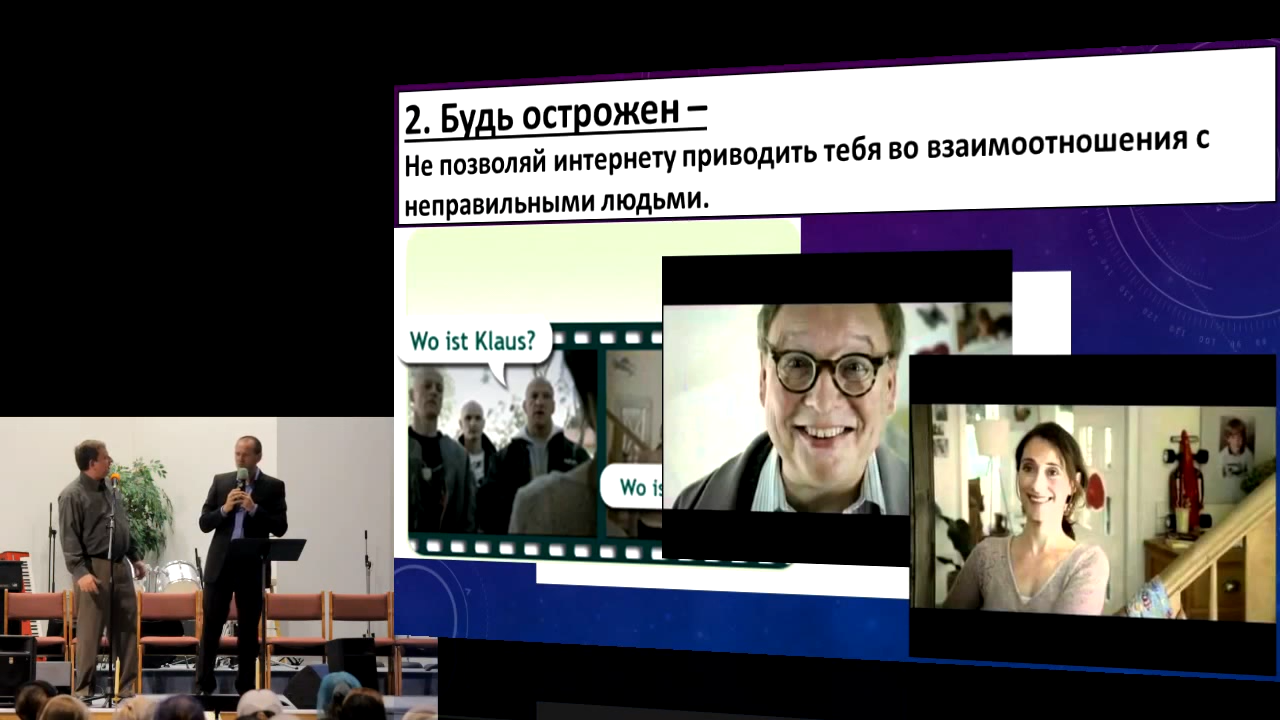 2. Будь острожен –
Не позволяй интернету приводить тебя во взаимоотношения с
неправильными людьми.
Wo ist Klaus?
Wo is